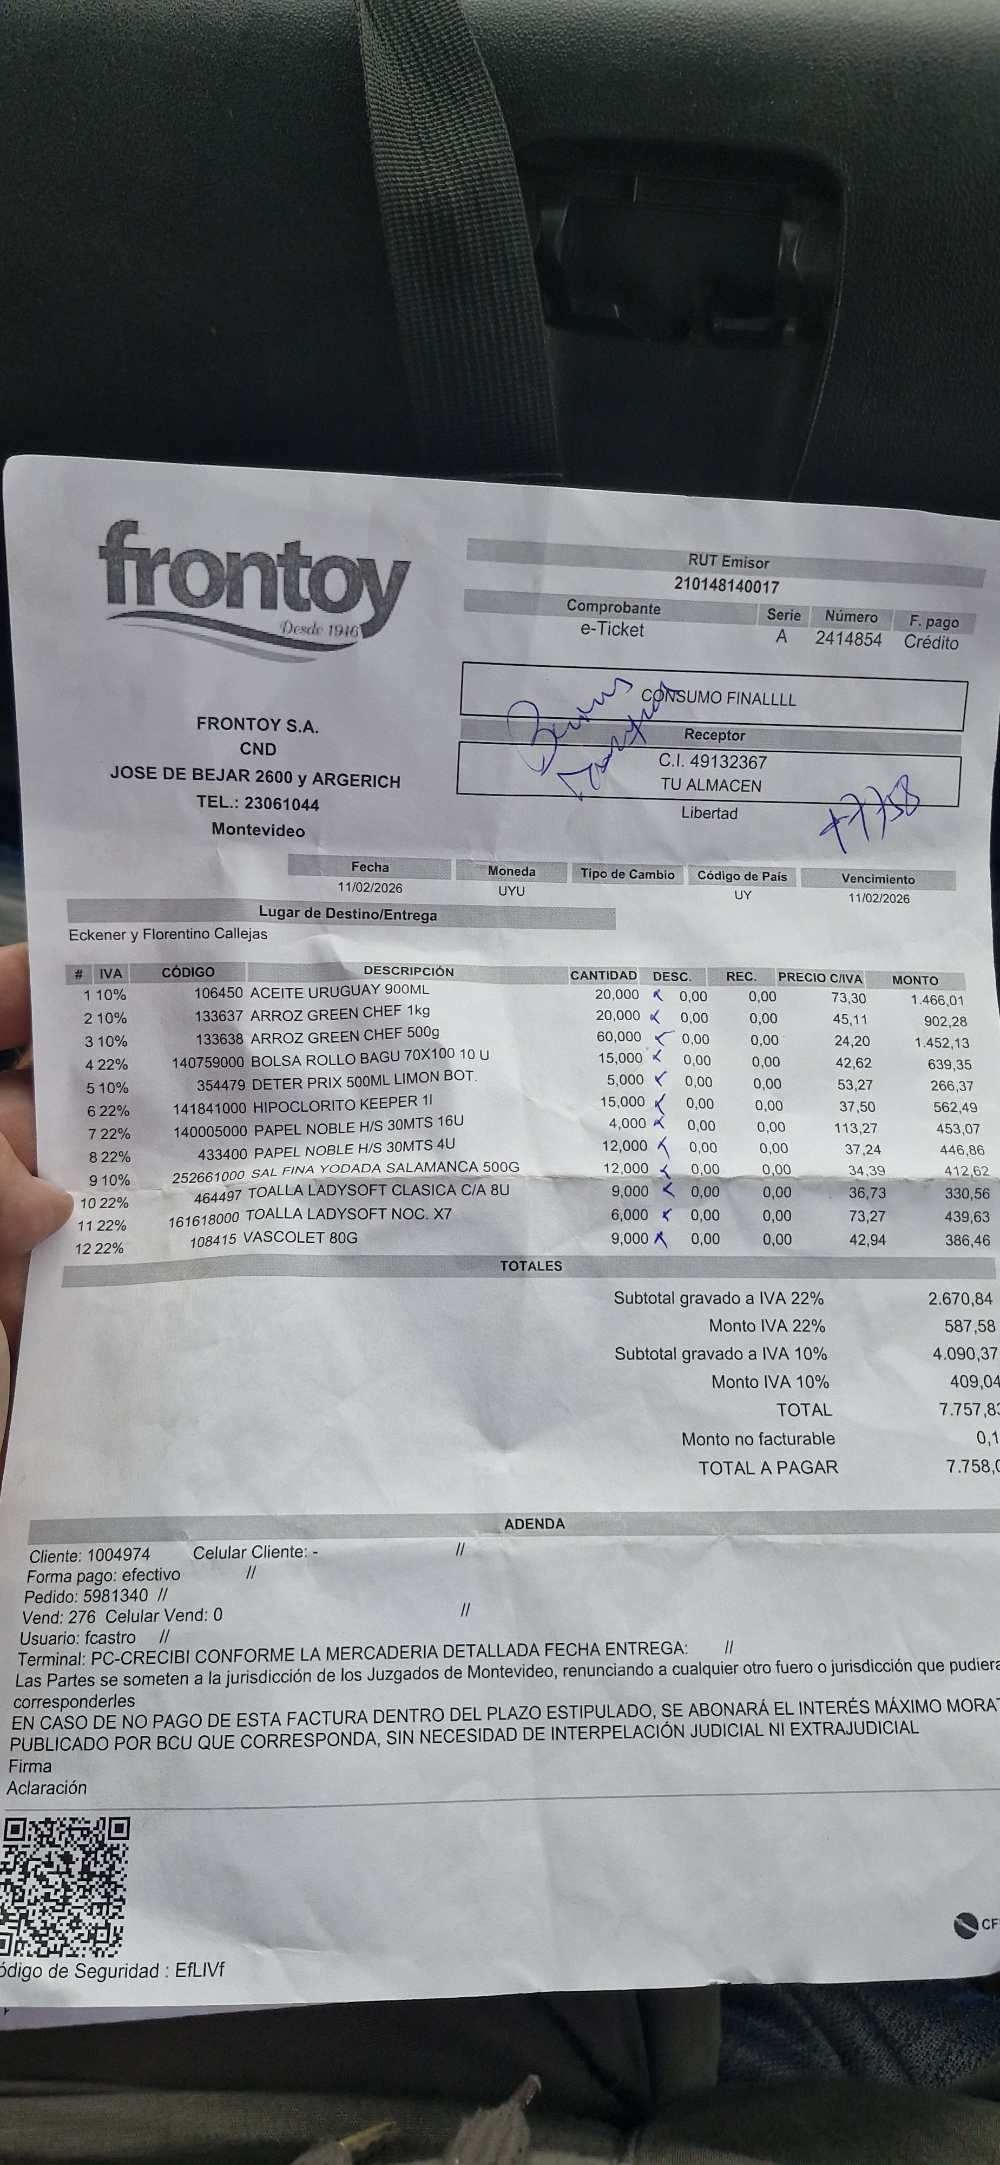 frontoy
Desde 1946
RUT Emisor
210148140017
Comprobante Serie Número F. pago
e-Ticket A 2414854 Crédito
CONSUMO FINALLLL
Receptor
C.I. 49132367
TU ALMACEN
Libertad
+7758
FRONTOY S.A.
CND
JOSE DE BEJAR 2600 y ARGERICH
TEL.: 23061044
Montevideo
Fecha Moneda Tipo de Cambio Código de País Vencimiento
11/02/2026 UYU UY 11/02/2026
Lugar de Destino/Entrega
Eckener y Florentino Callejas
# IVA CÓDIGO DESCRIPCIÓN CANTIDAD DESC. REC. PRECIO C/IVA MONTO
1 10% 106450 ACEITE URUGUAY 900ML 20,000 0,00 0,00 73,30 1.466,01
2 10% 133637 ARROZ GREEN CHEF 1kg 20,000 0,00 0,00 45,11 902,28
3 10% 133638 ARROZ GREEN CHEF 500g 60,000 0,00 0,00 24,20 1.452,13
4 22% 140759000 BOLSA ROLLO BAGU 70X100 10 U 15,000 0,00 0,00 42,62 639,35
5 10% 354479 DETER PRIX 500ML LIMON BOT. 5,000 0,00 0,00 53,27 266,37
6 22% 141841000 HIPOCLORITO KEEPER 1l 15,000 0,00 0,00 37,50 562,49
7 22% 140005000 PAPEL NOBLE H/S 30MTS 16U 4,000 0,00 0,00 113,27 453,07
8 22% 433400 PAPEL NOBLE H/S 30MTS 4U 12,000 0,00 0,00 37,24 446,86
9 10% 252661000 SAL FINA YODADA SALAMANCA 500G 12,000 0,00 0,00 34,39 412,62
10 22% 464497 TOALLA LADYSOFT CLASICA C/A 8U 9,000 0,00 0,00 36,73 330,56
11 22% 161618000 TOALLA LADYSOFT NOC. X7 6,000 0,00 0,00 73,27 439,63
12 22% 108415 VASCOLET 80G 9,000 0,00 0,00 42,94 386,46
TOTALES
Subtotal gravado a IVA 22% 2.670,84
Monto IVA 22% 587,58
Subtotal gravado a IVA 10% 4.090,37
Monto IVA 10% 409,04
TOTAL 7.757,83
Monto no facturable 0,1
TOTAL A PAGAR 7.758,0
ADENDA
Cliente: 1004974 Celular Cliente: - //
Forma pago: efectivo //
Pedido: 5981340 //
Vend: 276 Celular Vend: 0 //
Usuario: fcastro //
Terminal: PC-CRECIBI CONFORME LA MERCADERIA DETALLADA FECHA ENTREGA: //
Las Partes se someten a la jurisdicción de los Juzgados de Montevideo, renunciando a cualquier otro fuero o jurisdicción que pudiera
corresponderles
EN CASO DE NO PAGO DE ESTA FACTURA DENTRO DEL PLAZO ESTIPULADO, SE ABONARÁ EL INTERÉS MÁXIMO MORAT
PUBLICADO POR BCU QUE CORRESPONDA, SIN NECESIDAD DE INTERPELACIÓN JUDICIAL NI EXTRAJUDICIAL
Firma
Aclaración
CF
ódigo de Seguridad : EfLIVf